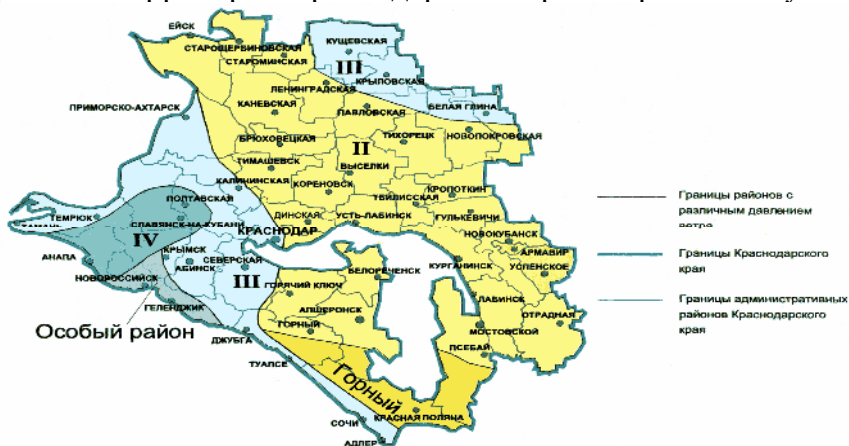 ЕЙСК
СТАРОЩЕРБИНОВСКАЯ
СТАРОМИНСКАЯ
КУЩЕВСКАЯ
III
КРЫЛОВСКАЯ
ЛЕНИНГРАДСКАЯ
ПРИМОРСКО-АХТАРСК
КАНЕВСКАЯ
ПАВЛОВСКАЯ
БЕЛАЯ ГЛИНА
НОВОПОКРОВСКАЯ
БРЮХОВЕЦКАЯ
ТИХОРЕЦК
II
ТИМАШЕВСК
ВЫСЕЛКИ
КАЛИНИНСКАЯ
КОРЕНОВСК
КРОПОТКИН
ТБИЛИССКАЯ
ПОЛТАВСКАЯ
ТЕМРЮК
ТАМАНЬ
СЛАВЯНСК-НА-КУБАНИ
ДИНСКАЯ
УСТЬ-ЛАБИНСК
ГУЛЬКЕВИЧИ
IV
КРАСНОДАР
НОВОКУБАНСК
АРМАВИР
АНАПА
КРЫМСК
АБИНСК
СЕВЕРСКАЯ
КУРГАНИНСК
УСПЕНСКОЕ
НОВОРОССИЙСК
III
БЕЛОРЕЧЕНСК
ГОРЯЧИЙ КЛЮЧ
ГЕЛЕНДЖИК
АПШЕРОНСК
ЛАБИНСК
ОТРАДНАЯ
Особый район
ГОРНЫЙ
ДЖУБГА
МОСТОВСКОЙ
ПСЕБАЙ
ТУАПСЕ
Горный
КРАСНАЯ ПОЛЯНА
СОЧИ
АДЛЕР
Границы районов с
различным давлением
ветра
Границы Краснодарского
края
Границы административных
районов Краснодарского
края